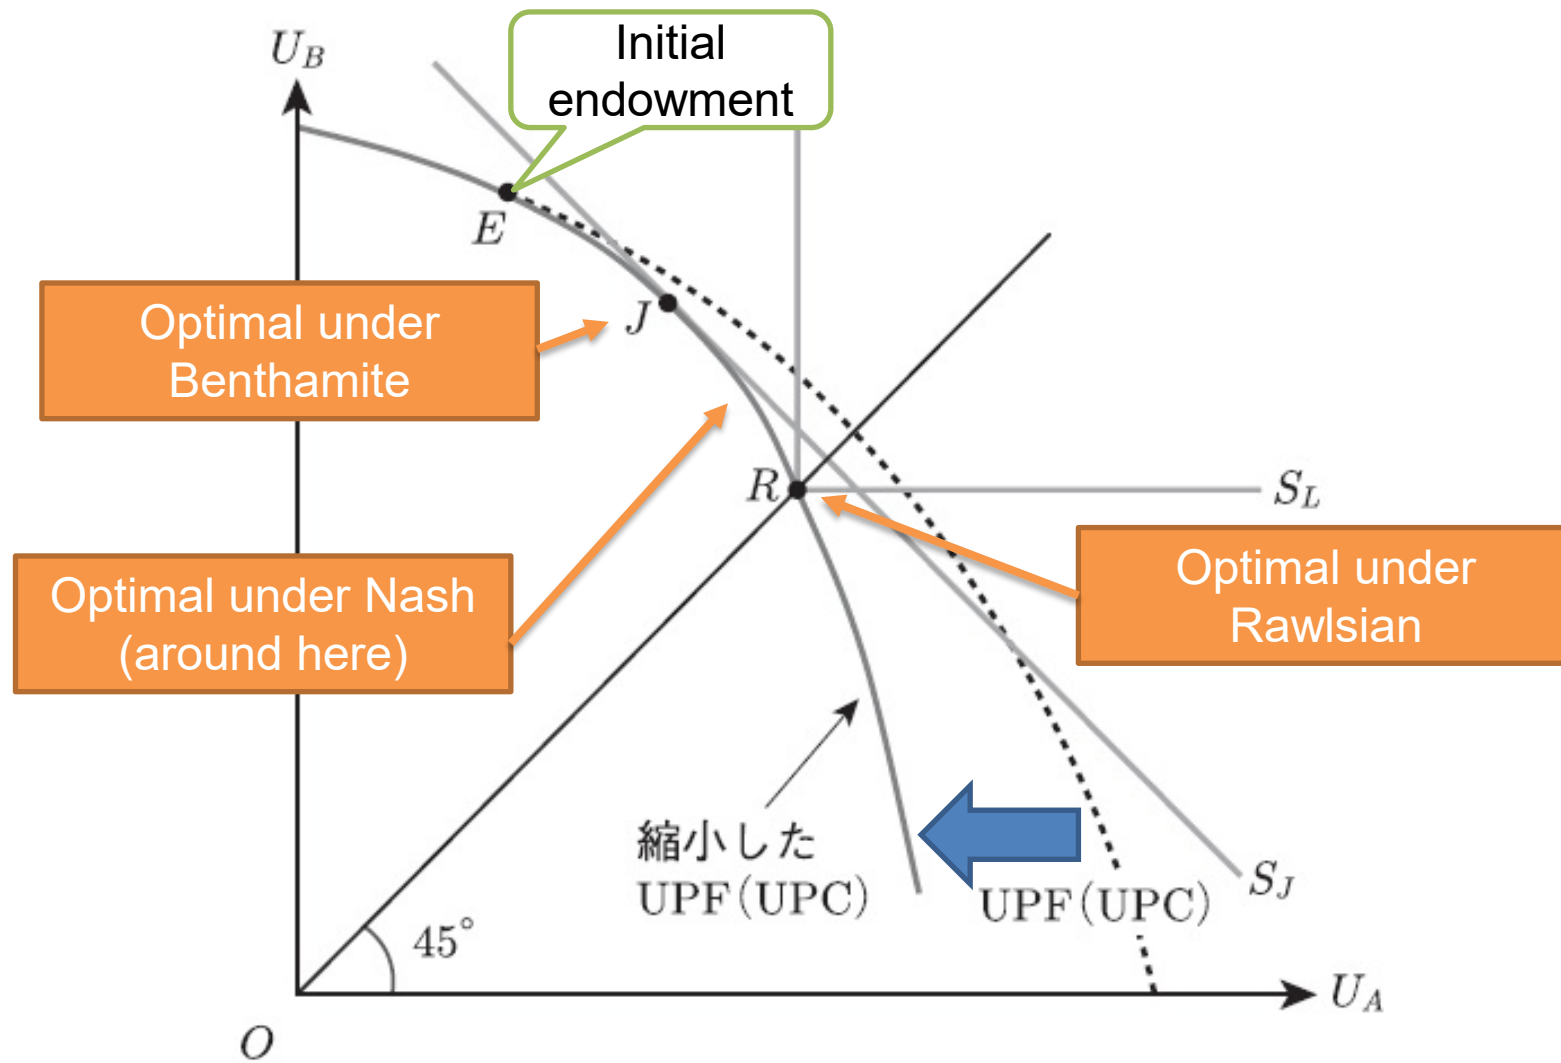 U_B
Initial
endowment
E
Optimal under
Benthamite
J
R
S_L
Optimal under Nash
(around here)
Optimal under
Rawlsian
縮小した
UPF(UPC)
UPF(UPC)
S_J
45°
U_A
O